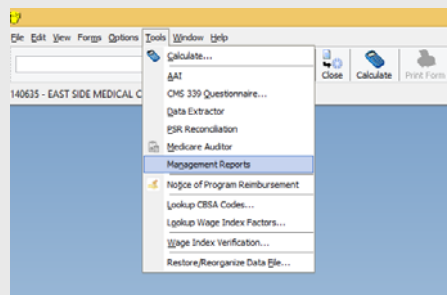 File Edit View Forms Options Tools Window Help
Calculate...
AAI
CMS 339 Questionnaire...
Data Extractor
PSR Reconciliation
Medicare Auditor
Management Reports
Notice of Program Reimbursement
Lookup CBSA Codes...
Lookup Wage Index Factors...
Wage Index Verification...
Restore/Reorganize Data File...
Close Calculate Print Form
140635 - EAST SIDE MEDICAL C